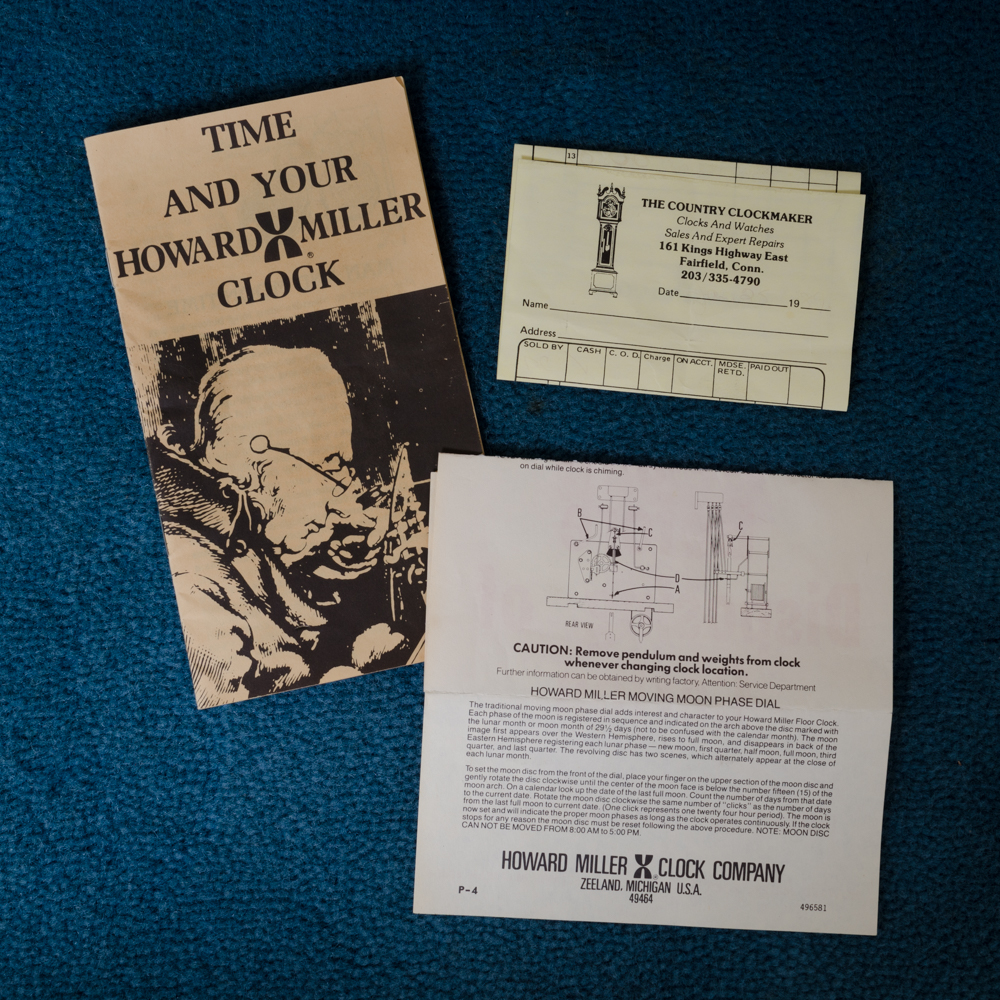 TIME
AND YOUR
HOWARD MILLER
®
CLOCK
13
THE COUNTRY CLOCKMAKER
Clocks And Watches
Sales And Expert Repairs
161 Kings Highway East
Fairfield, Conn.
203/335-4790
Date 19
Name
Address
SOLD BY CASH C. O. D. Charge ON ACCT. MDSE. RETD. PAID OUT
on dial while clock is chiming.
B
C
C
D
A
REAR VIEW
CAUTION: Remove pendulum and weights from clock
whenever changing clock location.
Further information can be obtained by writing factory, Attention: Service Department
HOWARD MILLER MOVING MOON PHASE DIAL
The traditional moving moon phase dial adds interest and character to your Howard Miller Floor Clock.
Each phase of the moon is registered in sequence and indicated on the arch above the disc marked with
the lunar month or moon month of 29½ days (not to be confused with the calendar month). The moon
image first appears over the Western Hemisphere, rises to full moon, and disappears in back of the
Eastern Hemisphere registering each lunar phase — new moon, first quarter, half moon, full moon, third
quarter, and last quarter. The revolving disc has two scenes, which alternately appear at the close of
each lunar month.
To set the moon disc from the front of the dial, place your finger on the upper section of the moon disc and
gently rotate the disc clockwise until the center of the moon face is below the number fifteen (15) of the
moon arch. On a calendar look up the date of the last full moon. Count the number of days from that date
to the current date. Rotate the moon disc clockwise the same number of "clicks" as the number of days
from the last full moon to current date. (One click represents one twenty four hour period). The moon is
now set and will indicate the proper moon phases as long as the clock operates continuously. If the clock
stops for any reason the moon disc must be reset following the above procedure. NOTE: MOON DISC
CAN NOT BE MOVED FROM 8:00 AM to 5:00 PM.
HOWARD MILLER CLOCK COMPANY
ZEELAND, MICHIGAN U.S.A.
49464
P-4
496581